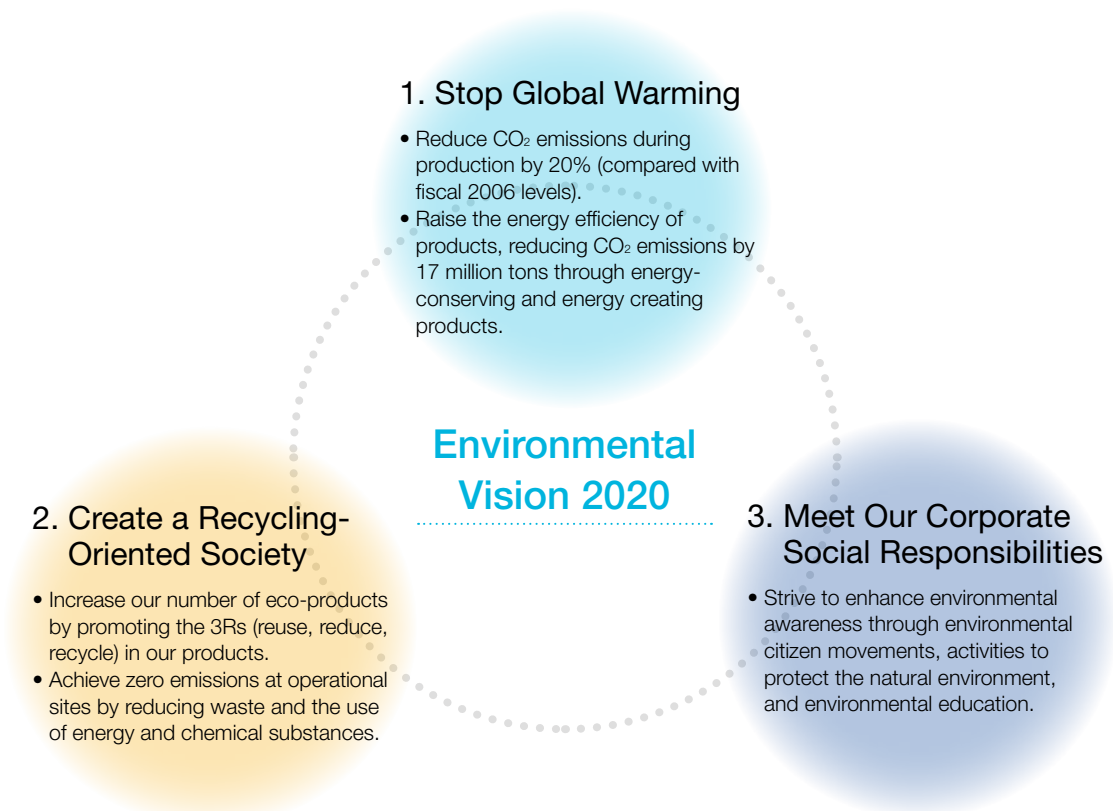 1. Stop Global Warming
• Reduce CO₂ emissions during
production by 20% (compared with
fiscal 2006 levels).
• Raise the energy efficiency of
products, reducing CO₂ emissions by
17 million tons through energy-
conserving and energy creating
products.
Environmental
Vision 2020
2. Create a Recycling-
Oriented Society
• Increase our number of eco-products
by promoting the 3Rs (reuse, reduce,
recycle) in our products.
• Achieve zero emissions at operational
sites by reducing waste and the use
of energy and chemical substances.
3. Meet Our Corporate
Social Responsibilities
• Strive to enhance environmental
awareness through environmental
citizen movements, activities to
protect the natural environment,
and environmental education.